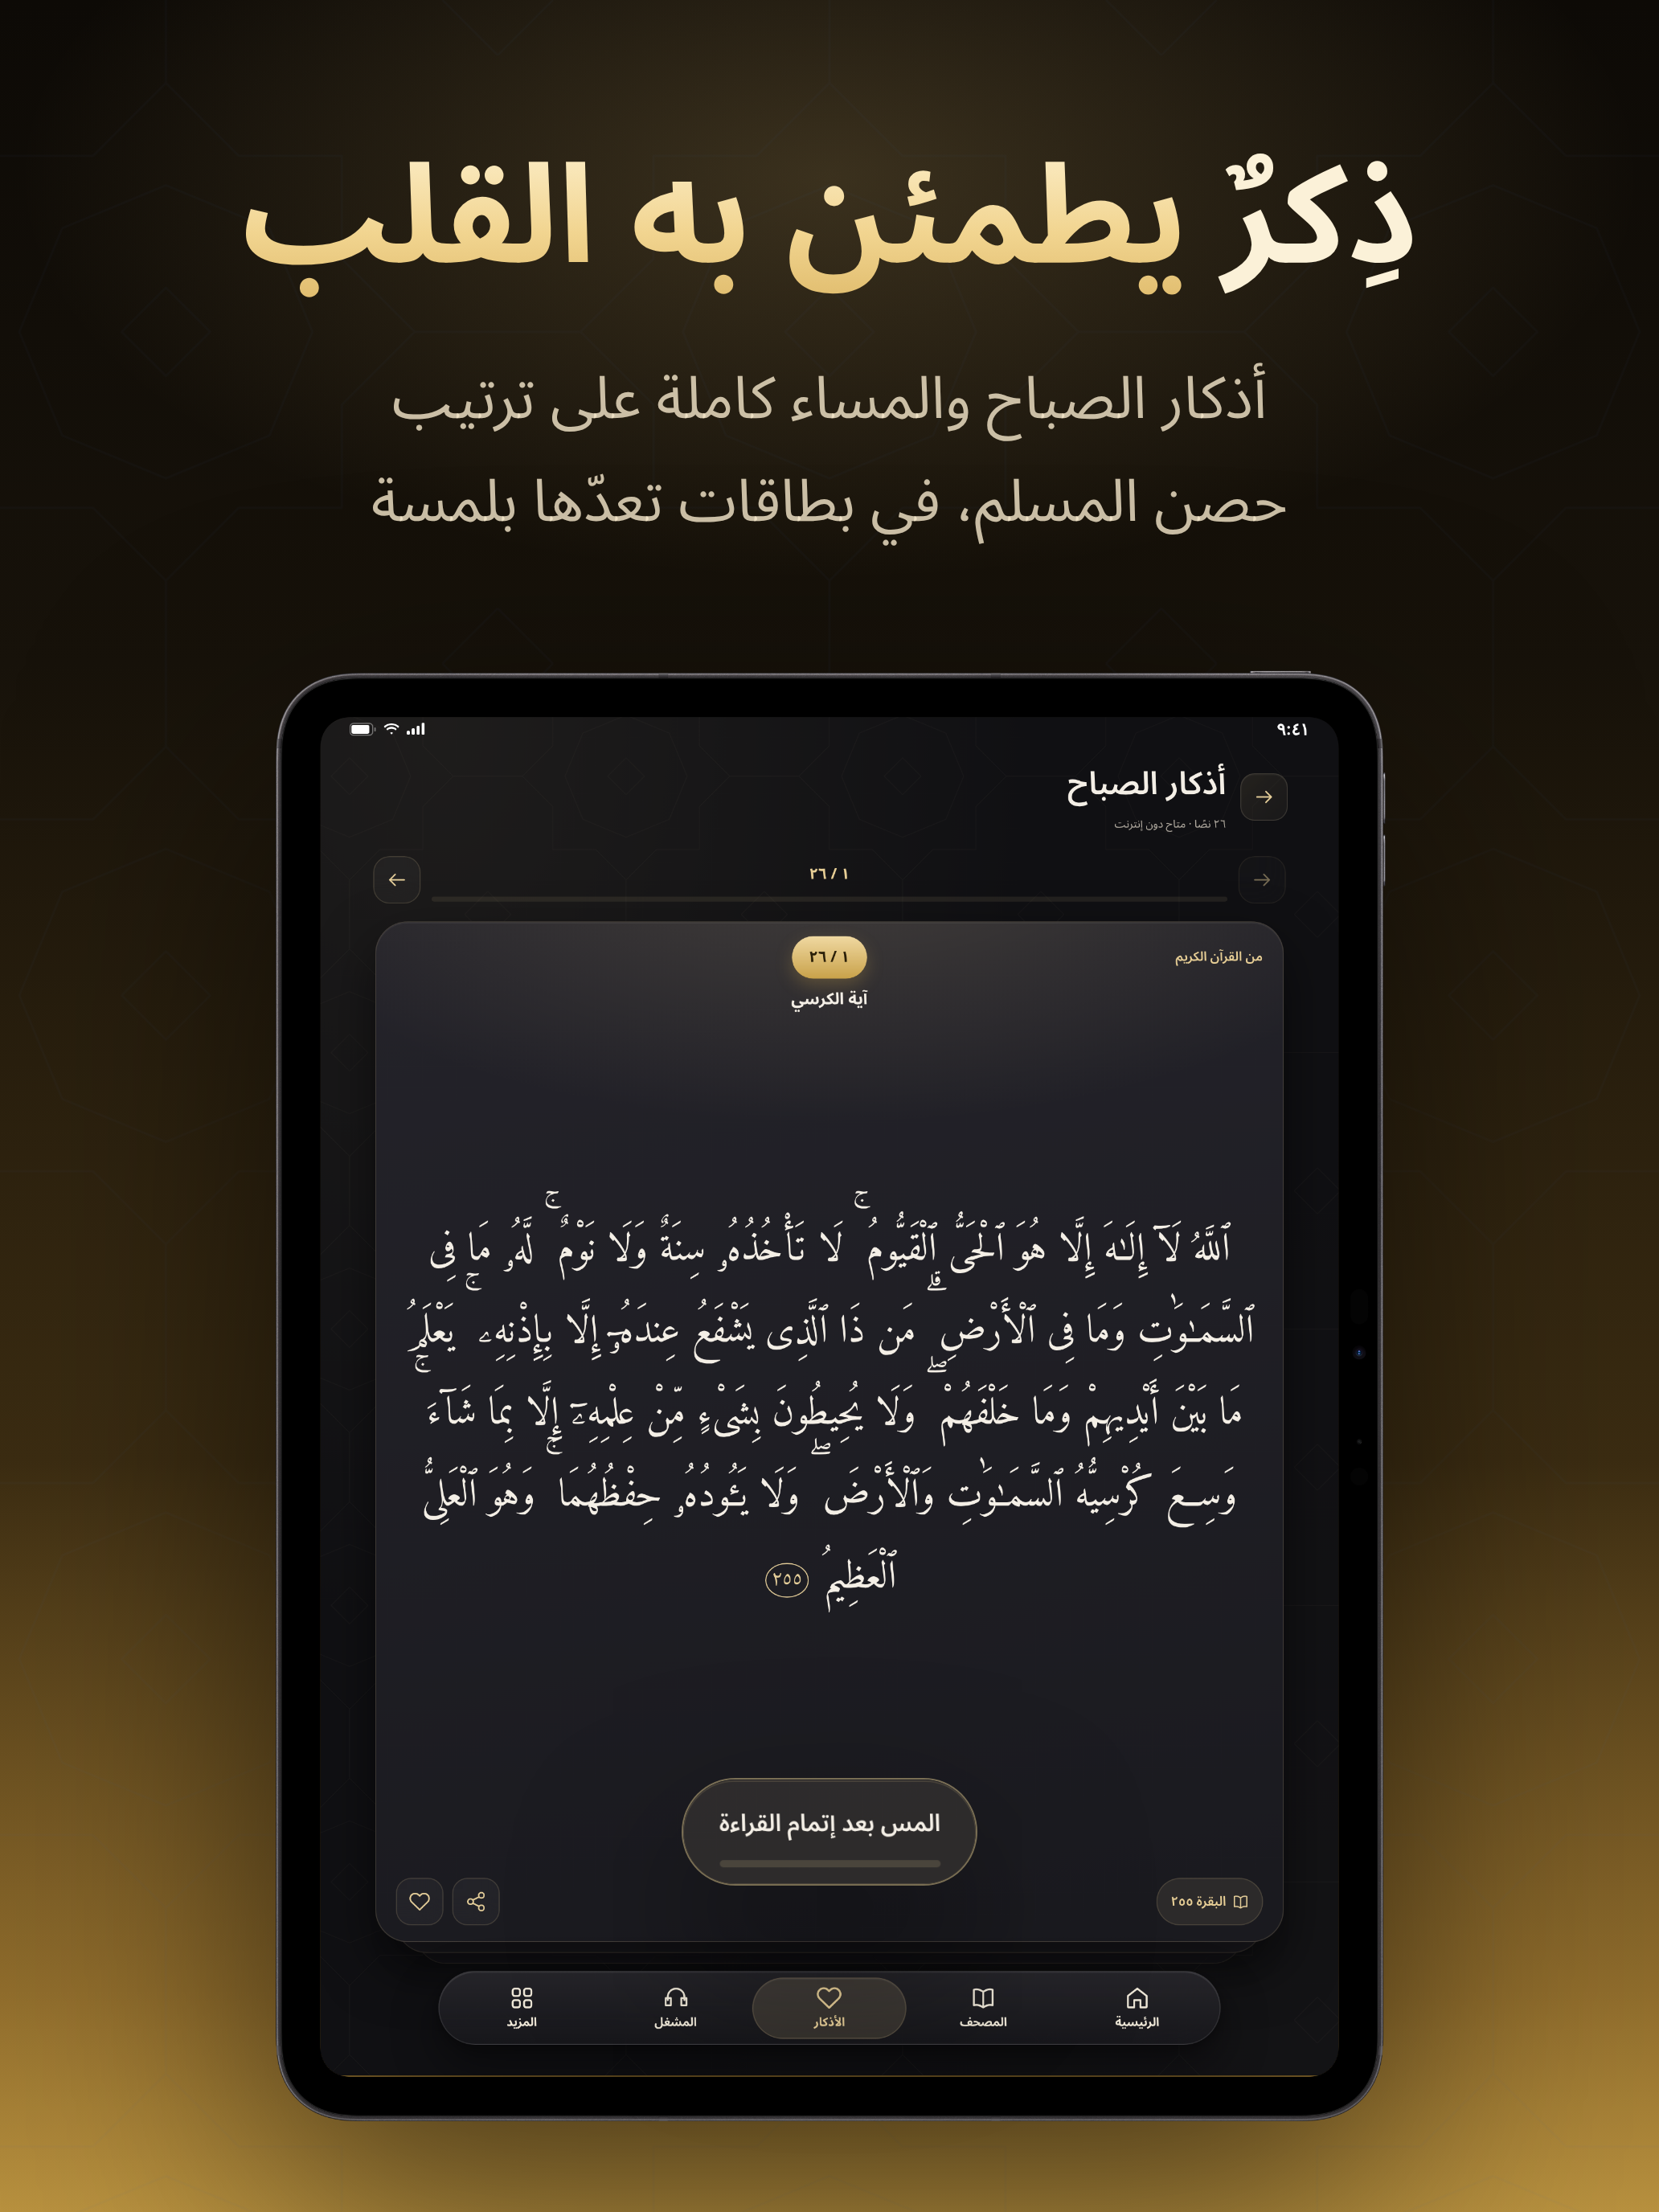 ذِكرٌ يطمئن به القلب
أذكار الصباح والمساء كاملة على ترتيب
حصن المسلم، في بطاقات تعدّها بلمسة
٩:٤١
أذكار الصباح
٢٦ نصًا · متاح دون إنترنت
١ / ٢٦
من القرآن الكريم
١ / ٢٦
آية الكرسي
ٱللَّهُ لَآ إِلَـٰهَ إِلَّا هُوَ ٱلْحَىُّ ٱلْقَيُّومُ ۚ لَا تَأْخُذُهُۥ سِنَةٌ وَلَا نَوْمٌ ۚ لَّهُۥ مَا فِى
ٱلسَّمَـٰوَٰتِ وَمَا فِى ٱلْأَرْضِ ۗ مَن ذَا ٱلَّذِى يَشْفَعُ عِندَهُۥٓ إِلَّا بِإِذْنِهِۦ ۚ يَعْلَمُ
مَا بَيْنَ أَيْدِيهِمْ وَمَا خَلْفَهُمْ ۖ وَلَا يُحِيطُونَ بِشَىْءٍ مِّنْ عِلْمِهِۦٓ إِلَّا بِمَا شَآءَ ۚ
وَسِعَ كُرْسِيُّهُ ٱلسَّمَـٰوَٰتِ وَٱلْأَرْضَ ۖ وَلَا يَـُٔودُهُۥ حِفْظُهُمَا ۚ وَهُوَ ٱلْعَلِىُّ
ٱلْعَظِيمُ ٢٥٥
المس بعد إتمام القراءة
البقرة ٢٥٥
الرئيسية المصحف الأذكار المشغل المزيد